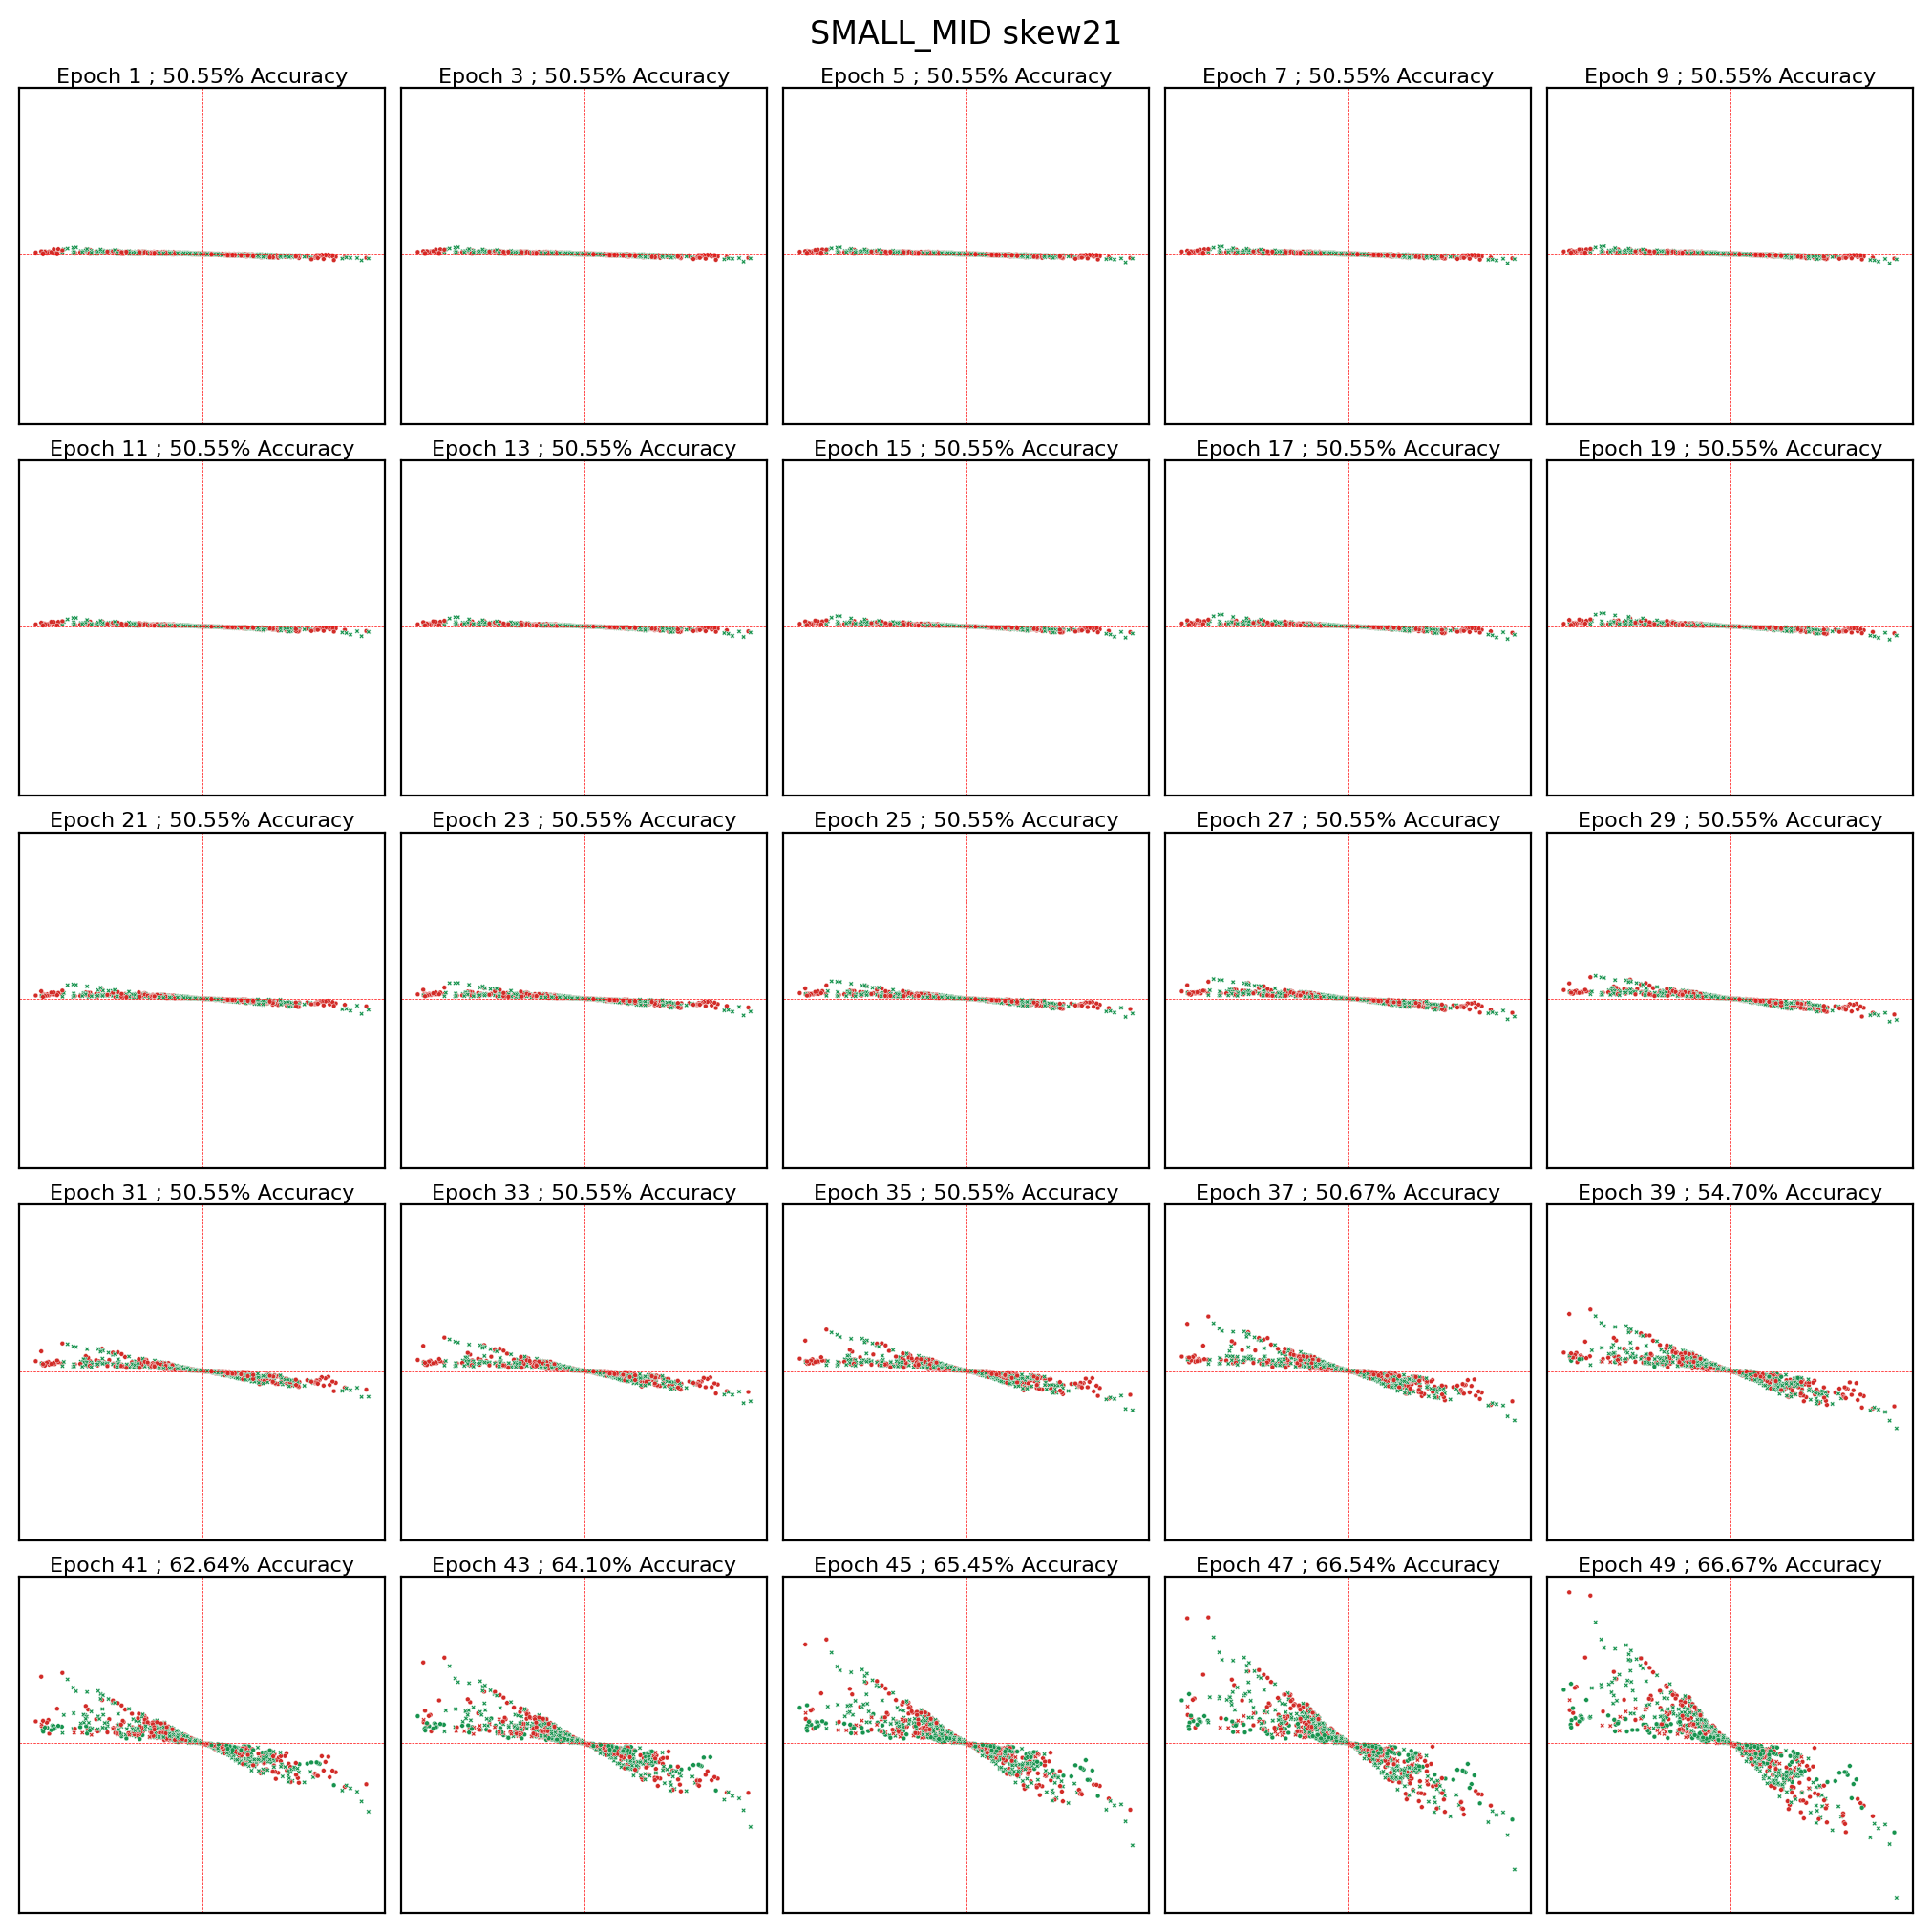 SMALL_MID skew21
Epoch 1 ; 50.55% Accuracy
Epoch 3 ; 50.55% Accuracy
Epoch 5 ; 50.55% Accuracy
Epoch 7 ; 50.55% Accuracy
Epoch 9 ; 50.55% Accuracy
Epoch 11 ; 50.55% Accuracy
Epoch 13 ; 50.55% Accuracy
Epoch 15 ; 50.55% Accuracy
Epoch 17 ; 50.55% Accuracy
Epoch 19 ; 50.55% Accuracy
Epoch 21 ; 50.55% Accuracy
Epoch 23 ; 50.55% Accuracy
Epoch 25 ; 50.55% Accuracy
Epoch 27 ; 50.55% Accuracy
Epoch 29 ; 50.55% Accuracy
Epoch 31 ; 50.55% Accuracy
Epoch 33 ; 50.55% Accuracy
Epoch 35 ; 50.55% Accuracy
Epoch 37 ; 50.67% Accuracy
Epoch 39 ; 54.70% Accuracy
Epoch 41 ; 62.64% Accuracy
Epoch 43 ; 64.10% Accuracy
Epoch 45 ; 65.45% Accuracy
Epoch 47 ; 66.54% Accuracy
Epoch 49 ; 66.67% Accuracy